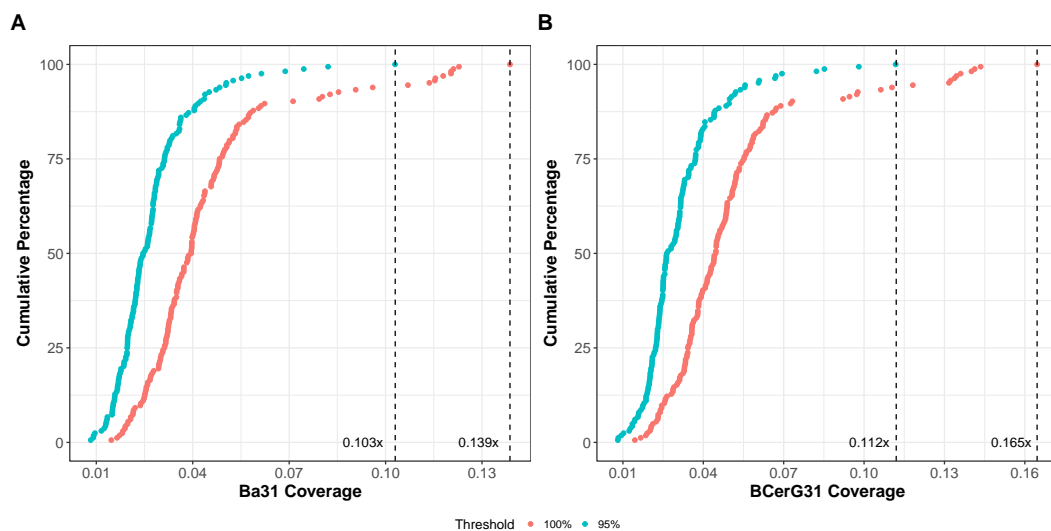 A
B
Cumulative Percentage
100
75
50
25
0
0.103x
0.139x
0.01
0.04
0.07
0.10
0.13
Ba31 Coverage
Cumulative Percentage
100
75
50
25
0
0.112x
0.165x
0.01
0.04
0.07
0.10
0.13
0.16
BCerG31 Coverage
Threshold 100% 95%